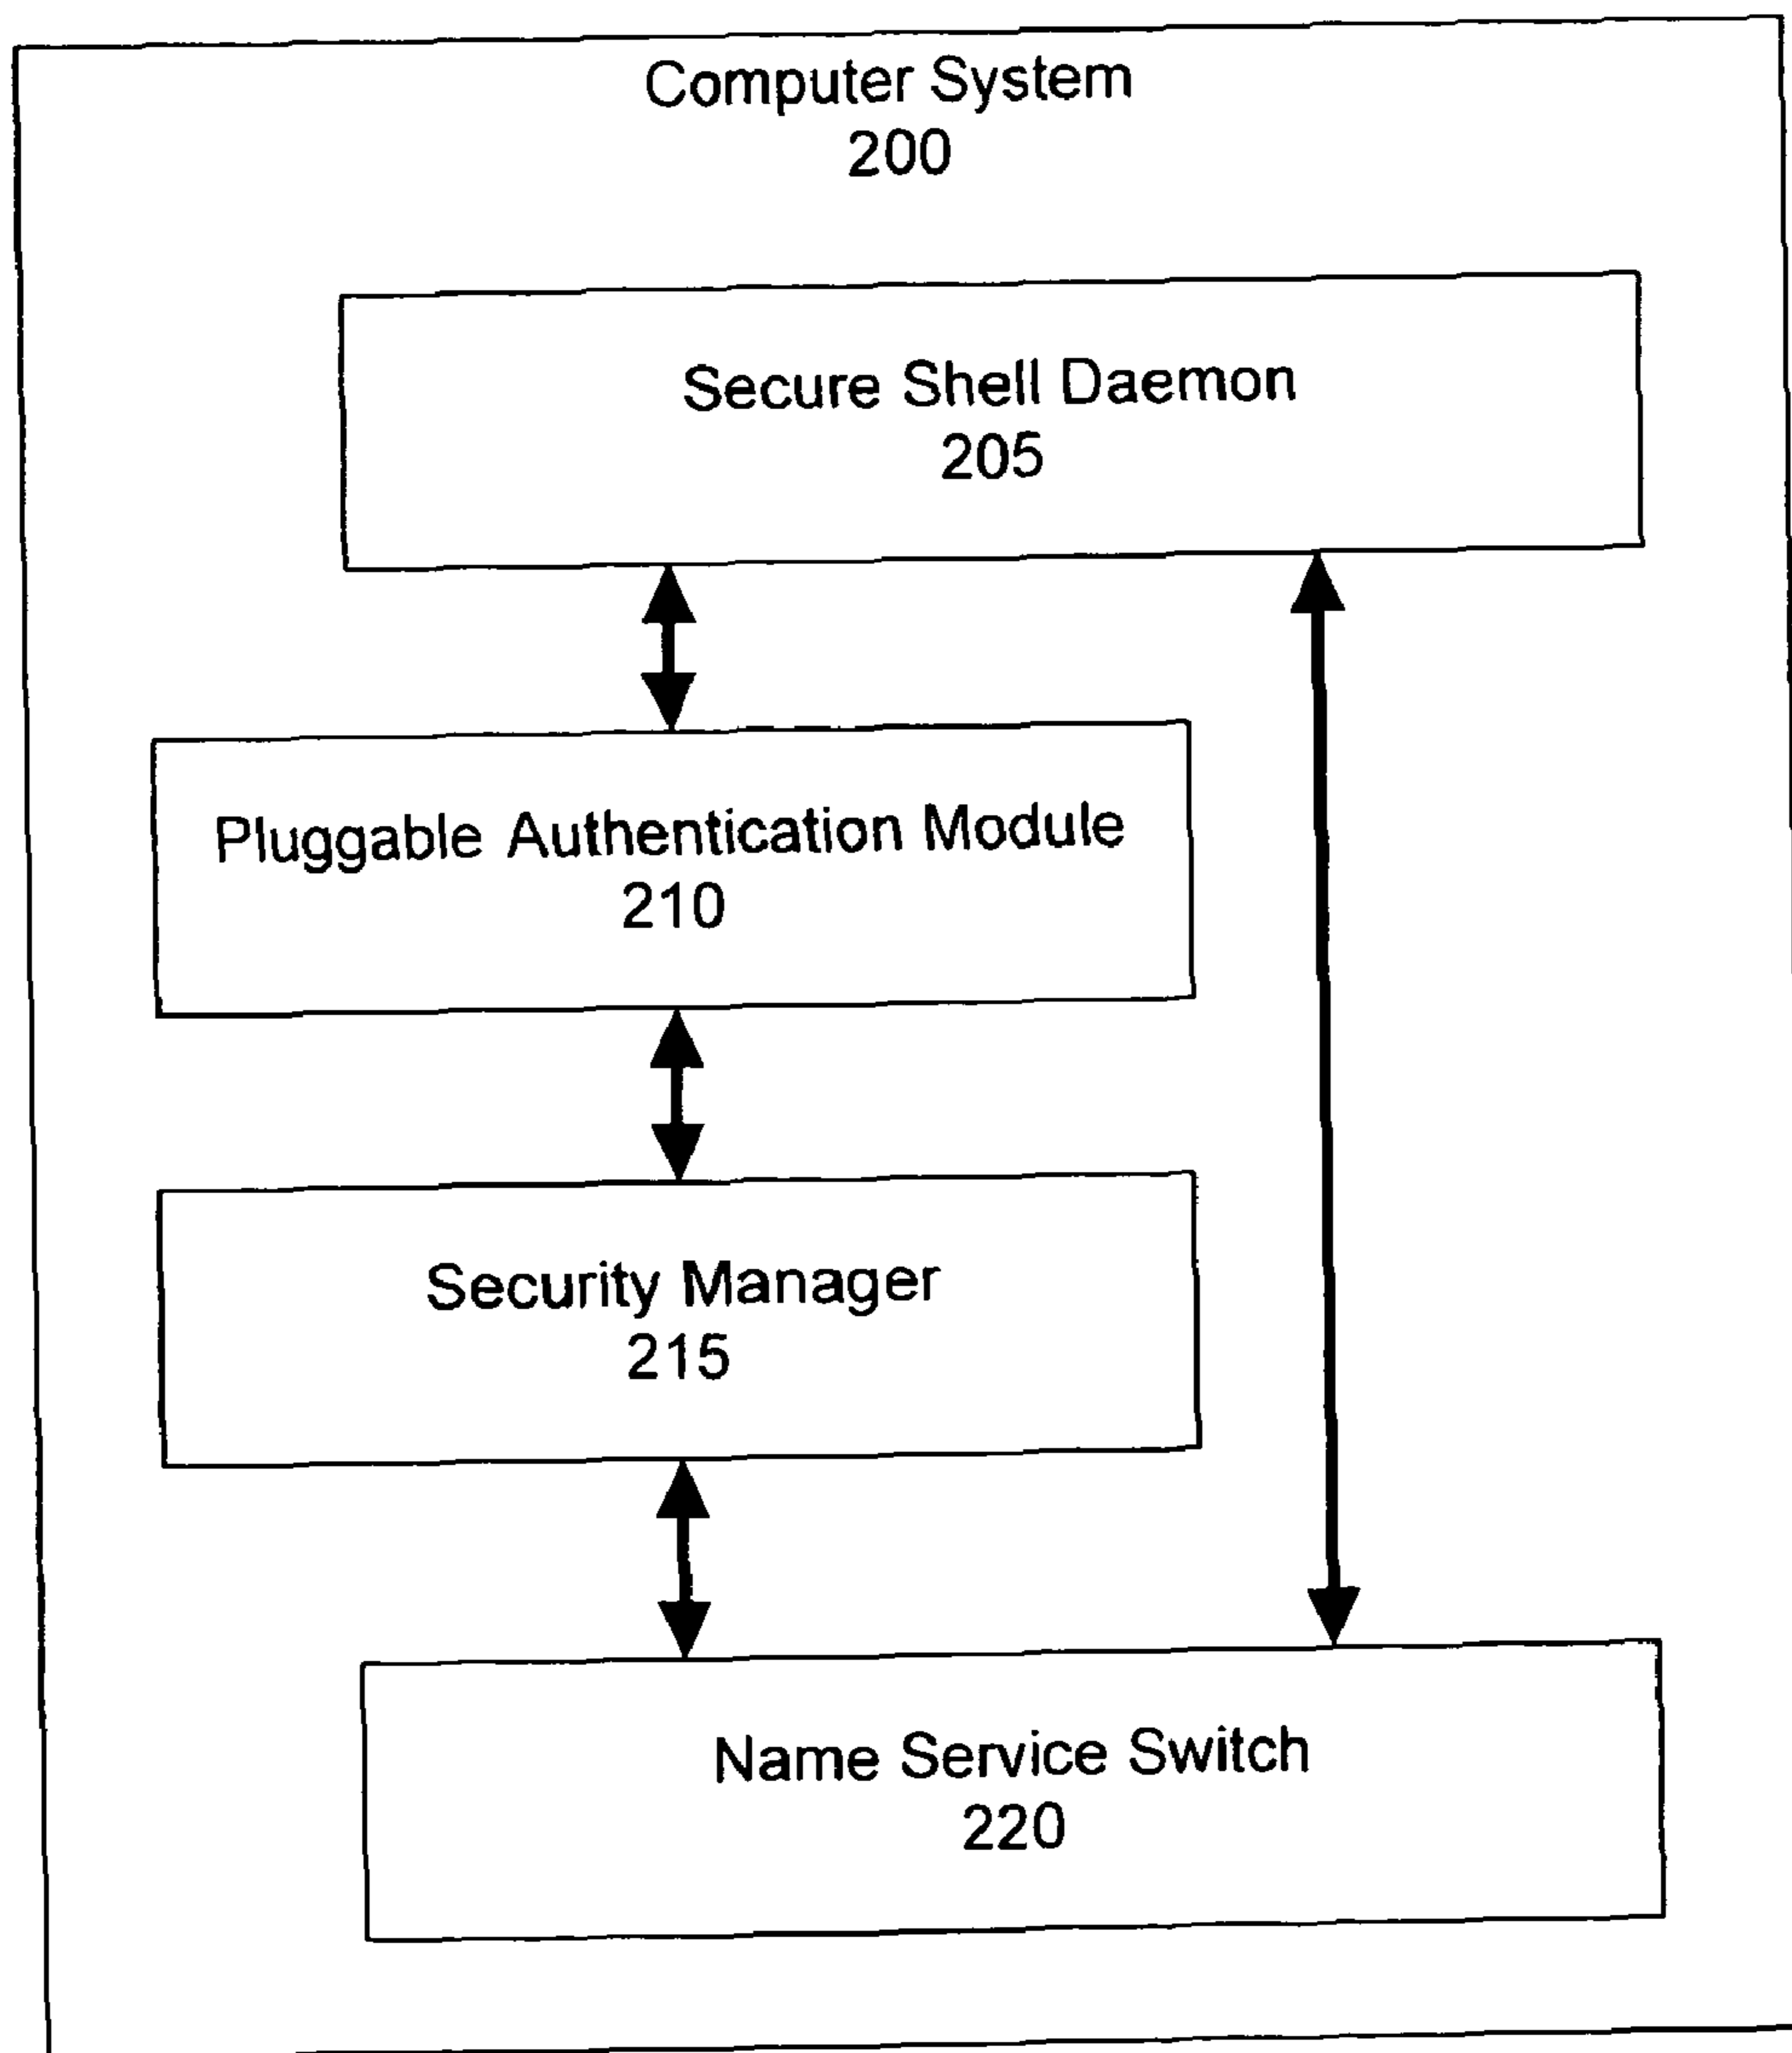 Computer System
200
Secure Shell Daemon
205
Pluggable Authentication Module
210
Security Manager
215
Name Service Switch
220